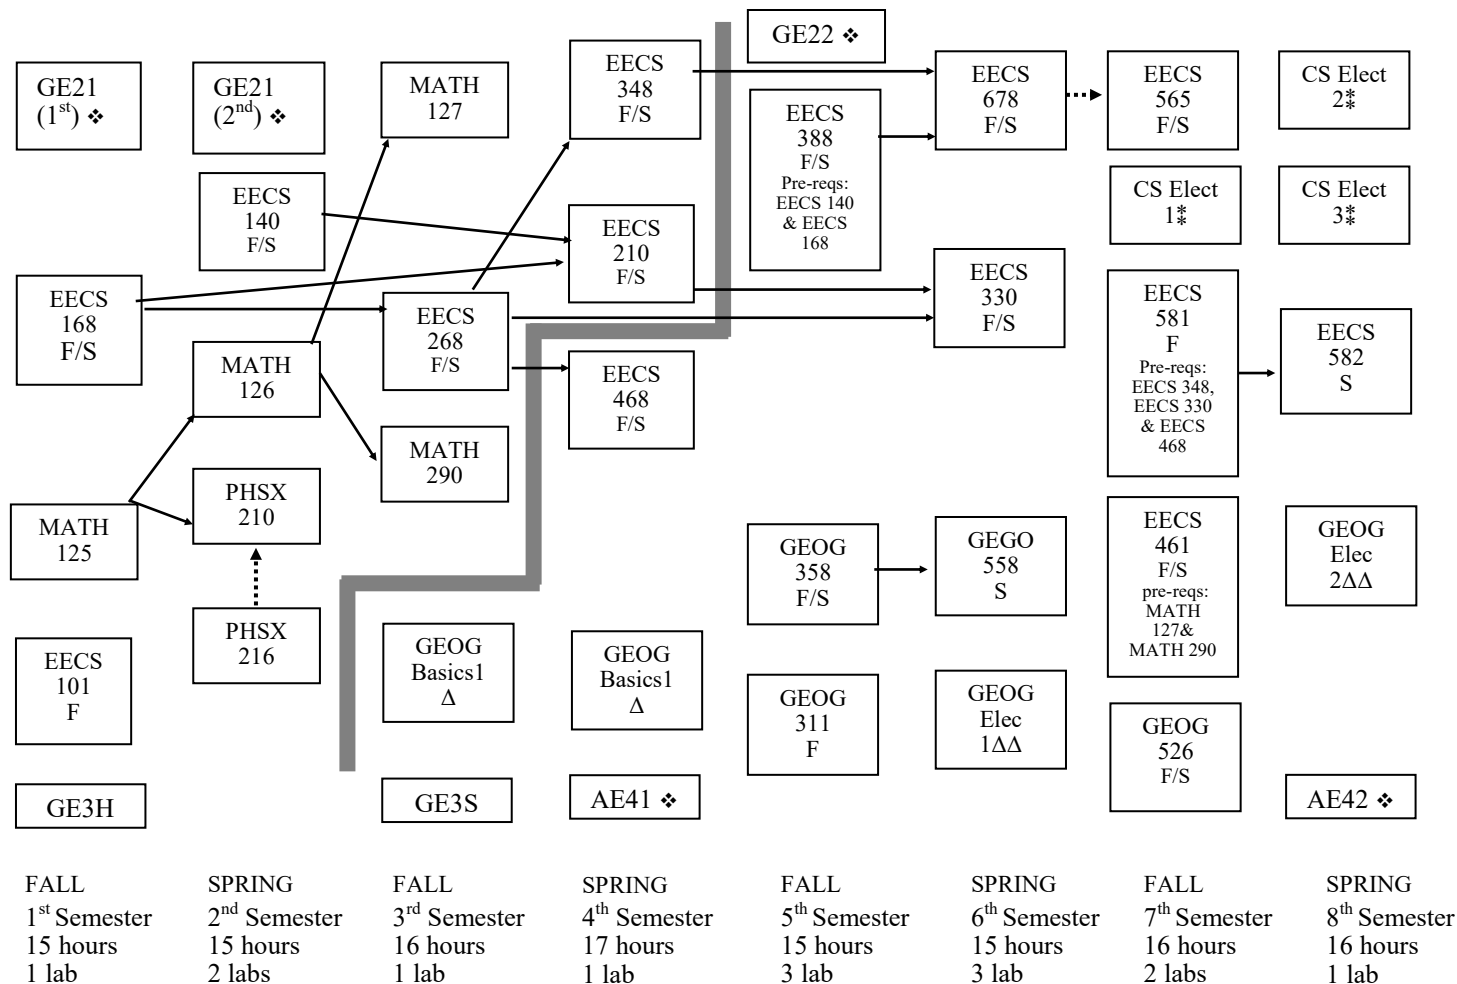 GE21
(1st) ❖
EECS
168
F/S
MATH
125
EECS
101
F
GE3H
GE21
(2nd) ❖
EECS
140
F/S
MATH
126
PHSX
210
PHSX
216
MATH
127
EECS
268
F/S
MATH
290
GEOG
Basics1
Δ
GE3S
EECS
348
F/S
EECS
210
F/S
EECS
468
F/S
GEOG
Basics1
Δ
AE41 ❖
GE22 ❖
EECS
388
F/S
Pre-reqs:
EECS 140
& EECS
168
GEOG
358
F/S
GEOG
311
F
EECS
678
F/S
EECS
330
F/S
GEGO
558
S
GEOG
Elec
1ΔΔ
EECS
565
F/S
CS Elect
1⁑
EECS
581
F
Pre-reqs:
EECS 348,
EECS 330
& EECS
468
EECS
461
F/S
pre-reqs:
MATH
127&
MATH 290
GEOG
526
F/S
CS Elect
2⁑
CS Elect
3⁑
EECS
582
S
GEOG
Elec
2ΔΔ
AE42 ❖
FALL
1st Semester
15 hours
1 lab
SPRING
2nd Semester
15 hours
2 labs
FALL
3rd Semester
16 hours
1 lab
SPRING
4th Semester
17 hours
1 lab
FALL
5th Semester
15 hours
3 lab
SPRING
6th Semester
15 hours
3 lab
FALL
7th Semester
16 hours
2 labs
SPRING
8th Semester
16 hours
1 lab